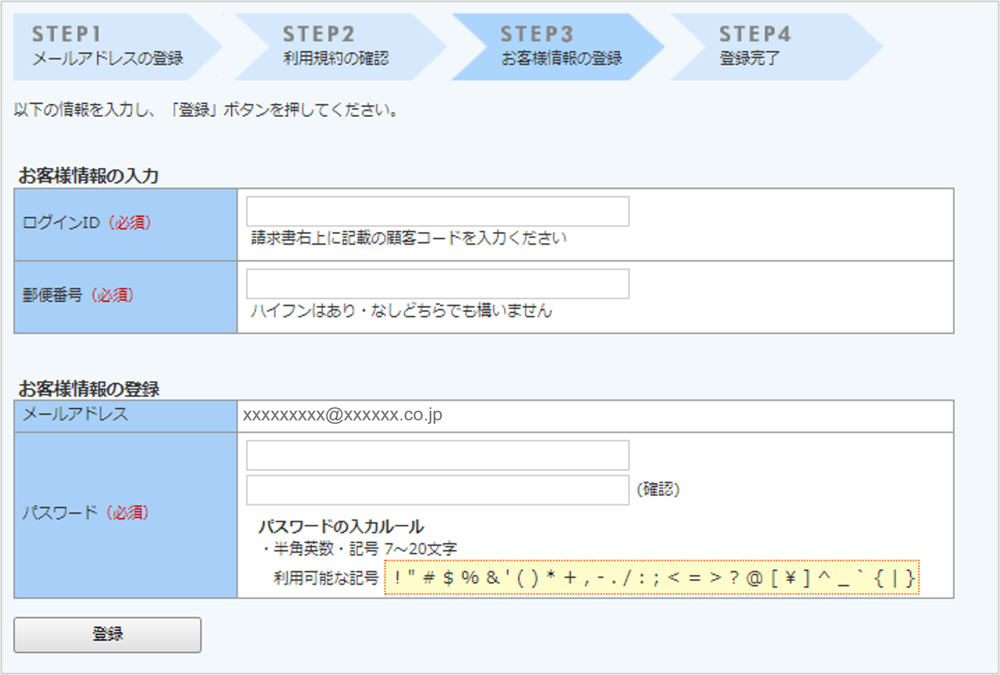 STEP1
メールアドレスの登録
STEP2
利用規約の確認
STEP3
お客様情報の登録
STEP4
登録完了
以下の情報を入力し、「登録」ボタンを押してください。
お客様情報の入力
ログインID（必須）
請求書右上に記載の顧客コードを入力ください
郵便番号（必須）
ハイフンはあり・なしどちらでも構いません
お客様情報の登録
メールアドレス
xxxxxxxxx@xxxxxx.co.jp
パスワード（必須）
(確認)
パスワードの入力ルール
・半角英数・記号 7～20文字
利用可能な記号 ! " # $ % & ' ( ) * + , - . / : ; < = > ? @ [ ¥ ] ^ _ ` { | }
登録